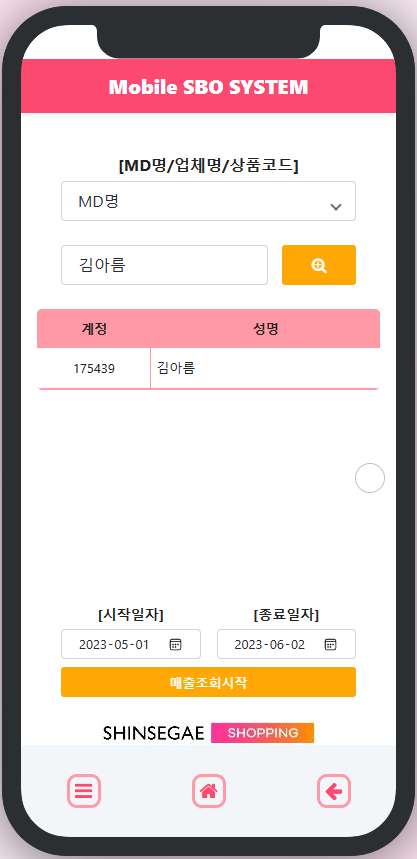 Mobile SBO SYSTEM
[MD명/업체명/상품코드]
MD명
김아름
계정 성명
175439 김아름
[시작일자] [종료일자]
2023-05-01 2023-06-02
매출조회시작
SHINSEGAE SHOPPING